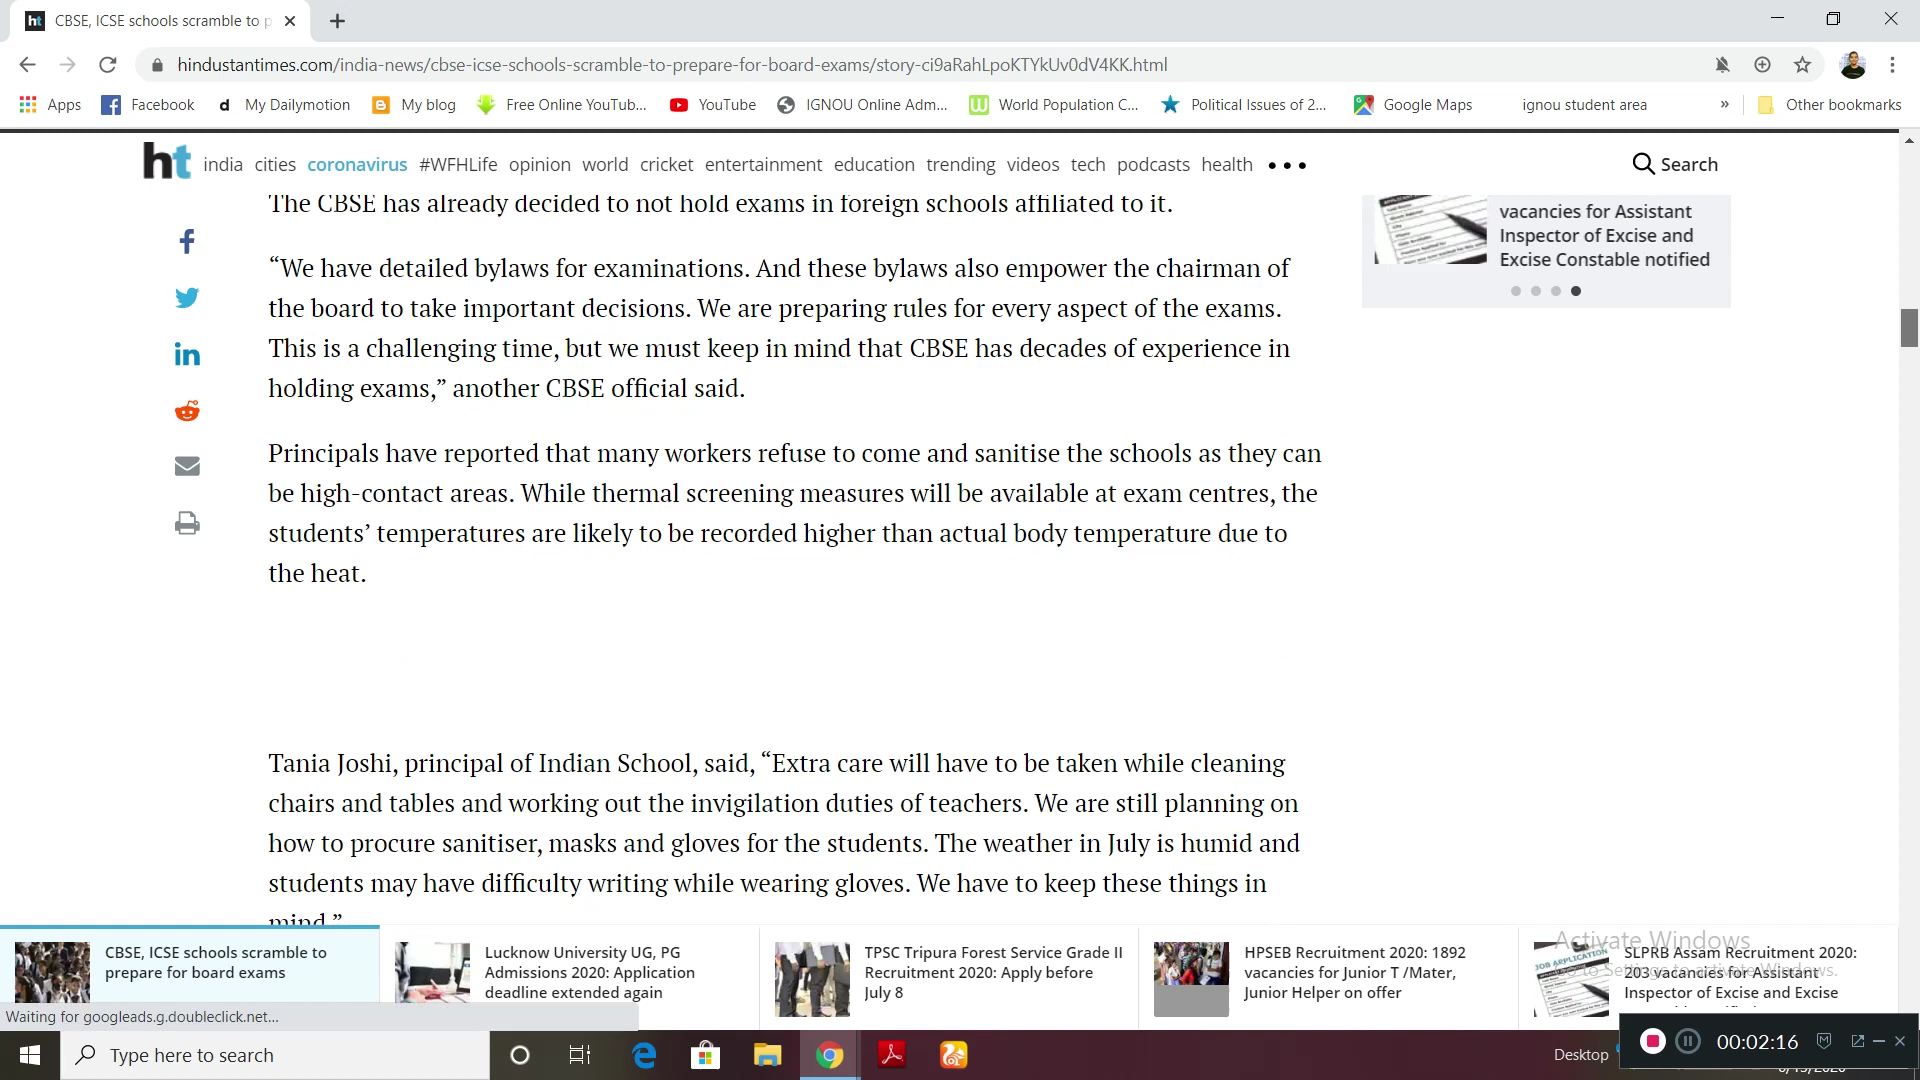 ht CBSE, ICSE schools scramble to p
hindustantimes.com/india-news/cbse-icse-schools-scramble-to-prepare-for-board-exams/story-ci9aRahLpoKTYkUv0dV4KK.html
Apps Facebook d My Dailymotion My blog Free Online YouTub... YouTube IGNOU Online Adm... World Population C... Political Issues of 2... Google Maps ignou student area » Other bookmarks
ht india cities coronavirus #WFHLife opinion world cricket entertainment education trending videos tech podcasts health Search
The CBSE has already decided to not hold exams in foreign schools affiliated to it.
“We have detailed bylaws for examinations. And these bylaws also empower the chairman of
the board to take important decisions. We are preparing rules for every aspect of the exams.
This is a challenging time, but we must keep in mind that CBSE has decades of experience in
holding exams,” another CBSE official said.
Principals have reported that many workers refuse to come and sanitise the schools as they can
be high-contact areas. While thermal screening measures will be available at exam centres, the
students’ temperatures are likely to be recorded higher than actual body temperature due to
the heat.
Tania Joshi, principal of Indian School, said, “Extra care will have to be taken while cleaning
chairs and tables and working out the invigilation duties of teachers. We are still planning on
how to procure sanitiser, masks and gloves for the students. The weather in July is humid and
students may have difficulty writing while wearing gloves. We have to keep these things in
mind.”
vacancies for Assistant
Inspector of Excise and
Excise Constable notified
CBSE, ICSE schools scramble to
prepare for board exams
Lucknow University UG, PG
Admissions 2020: Application
deadline extended again
TPSC Tripura Forest Service Grade II
Recruitment 2020: Apply before
July 8
HPSEB Recruitment 2020: 1892
vacancies for Junior T /Mater,
Junior Helper on offer
JOB APPLICATION
SLPRB Assam Recruitment 2020:
203 vacancies for Assistant
Inspector of Excise and Excise
Activate Windows
Go to Settings to activate Windows.
Waiting for googleads.g.doubleclick.net...
Type here to search
Desktop
00:02:16